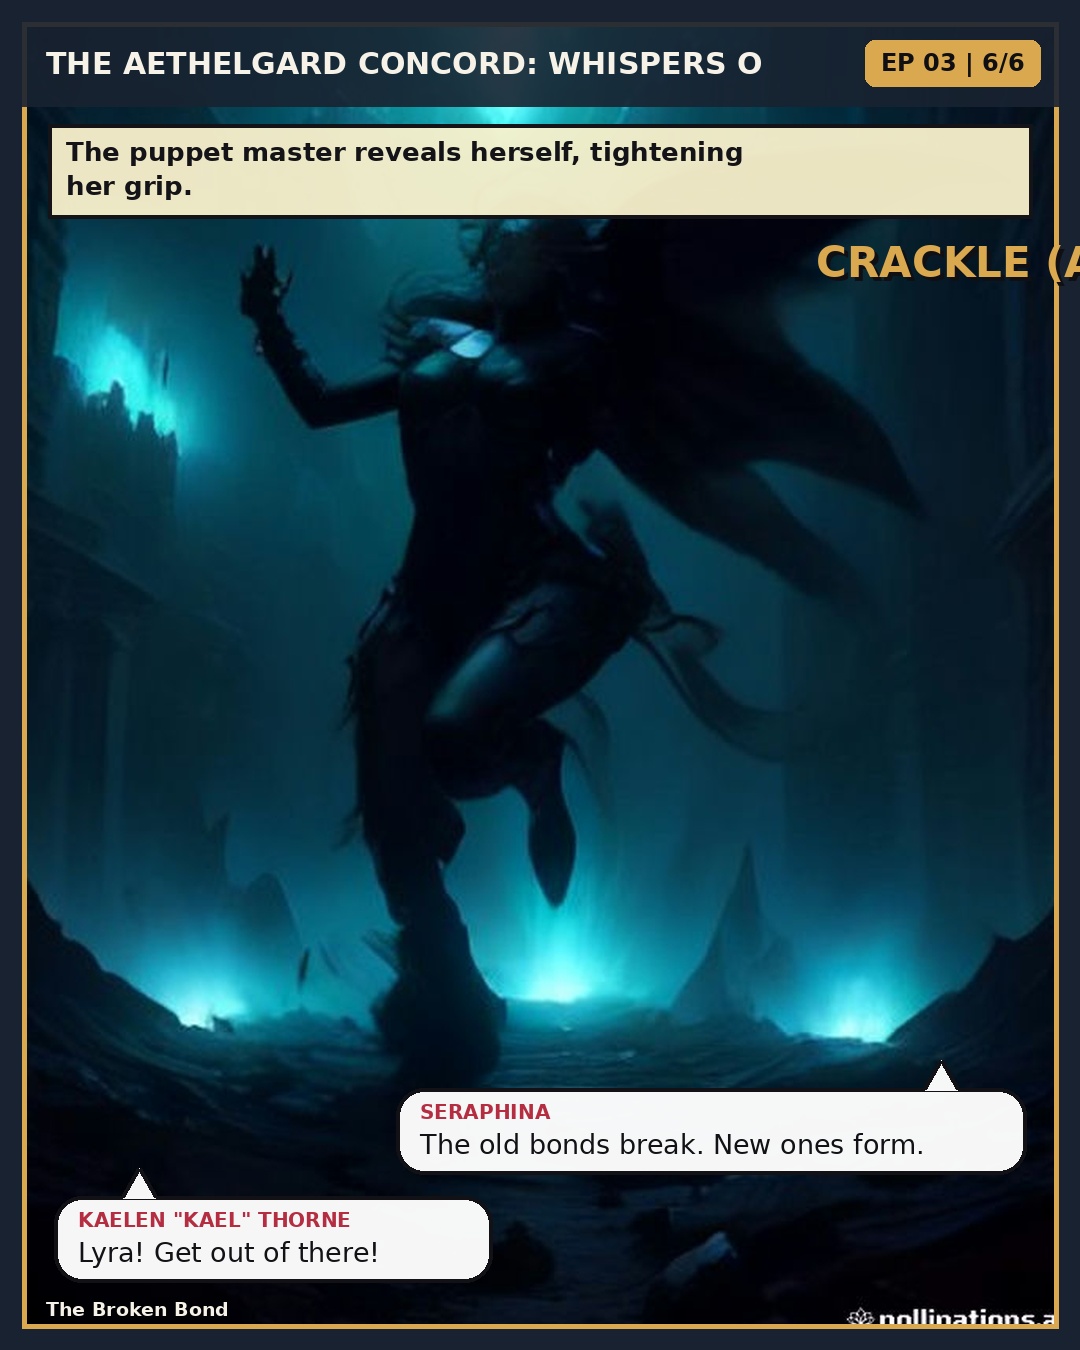 THE AETHELGARD CONCORD: WHISPERS O
EP 03 | 6/6
The puppet master reveals herself, tightening
her grip.
CRACKLE (A
SERAPHINA
The old bonds break. New ones form.
KAELEN "KAEL" THORNE
Lyra! Get out of there!
The Broken Bond
pollinations.a